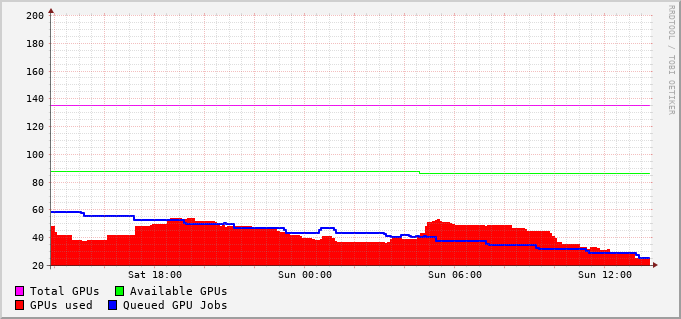 200
180
160
140
120
100
80
60
40
20
Sat 18:00 Sun 00:00 Sun 06:00 Sun 12:00
Total GPUs Available GPUs
GPUs used Queued GPU Jobs
RRDTOOL / TOBI OETIKER